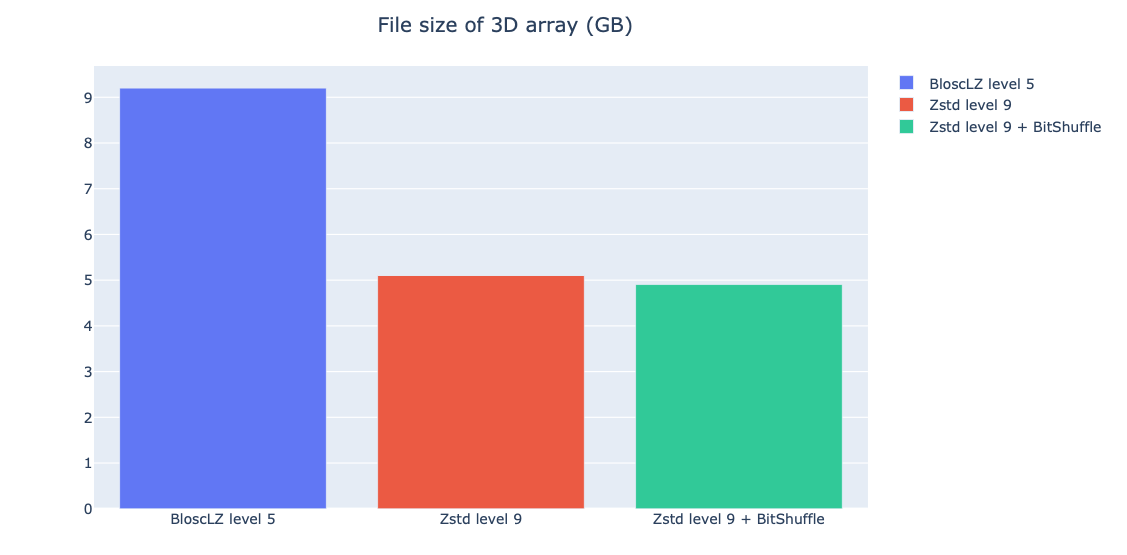 File size of 3D array (GB)
9
8
7
6
5
4
3
2
1
0
BloscLZ level 5
Zstd level 9
Zstd level 9 + BitShuffle
BloscLZ level 5
Zstd level 9
Zstd level 9 + BitShuffle